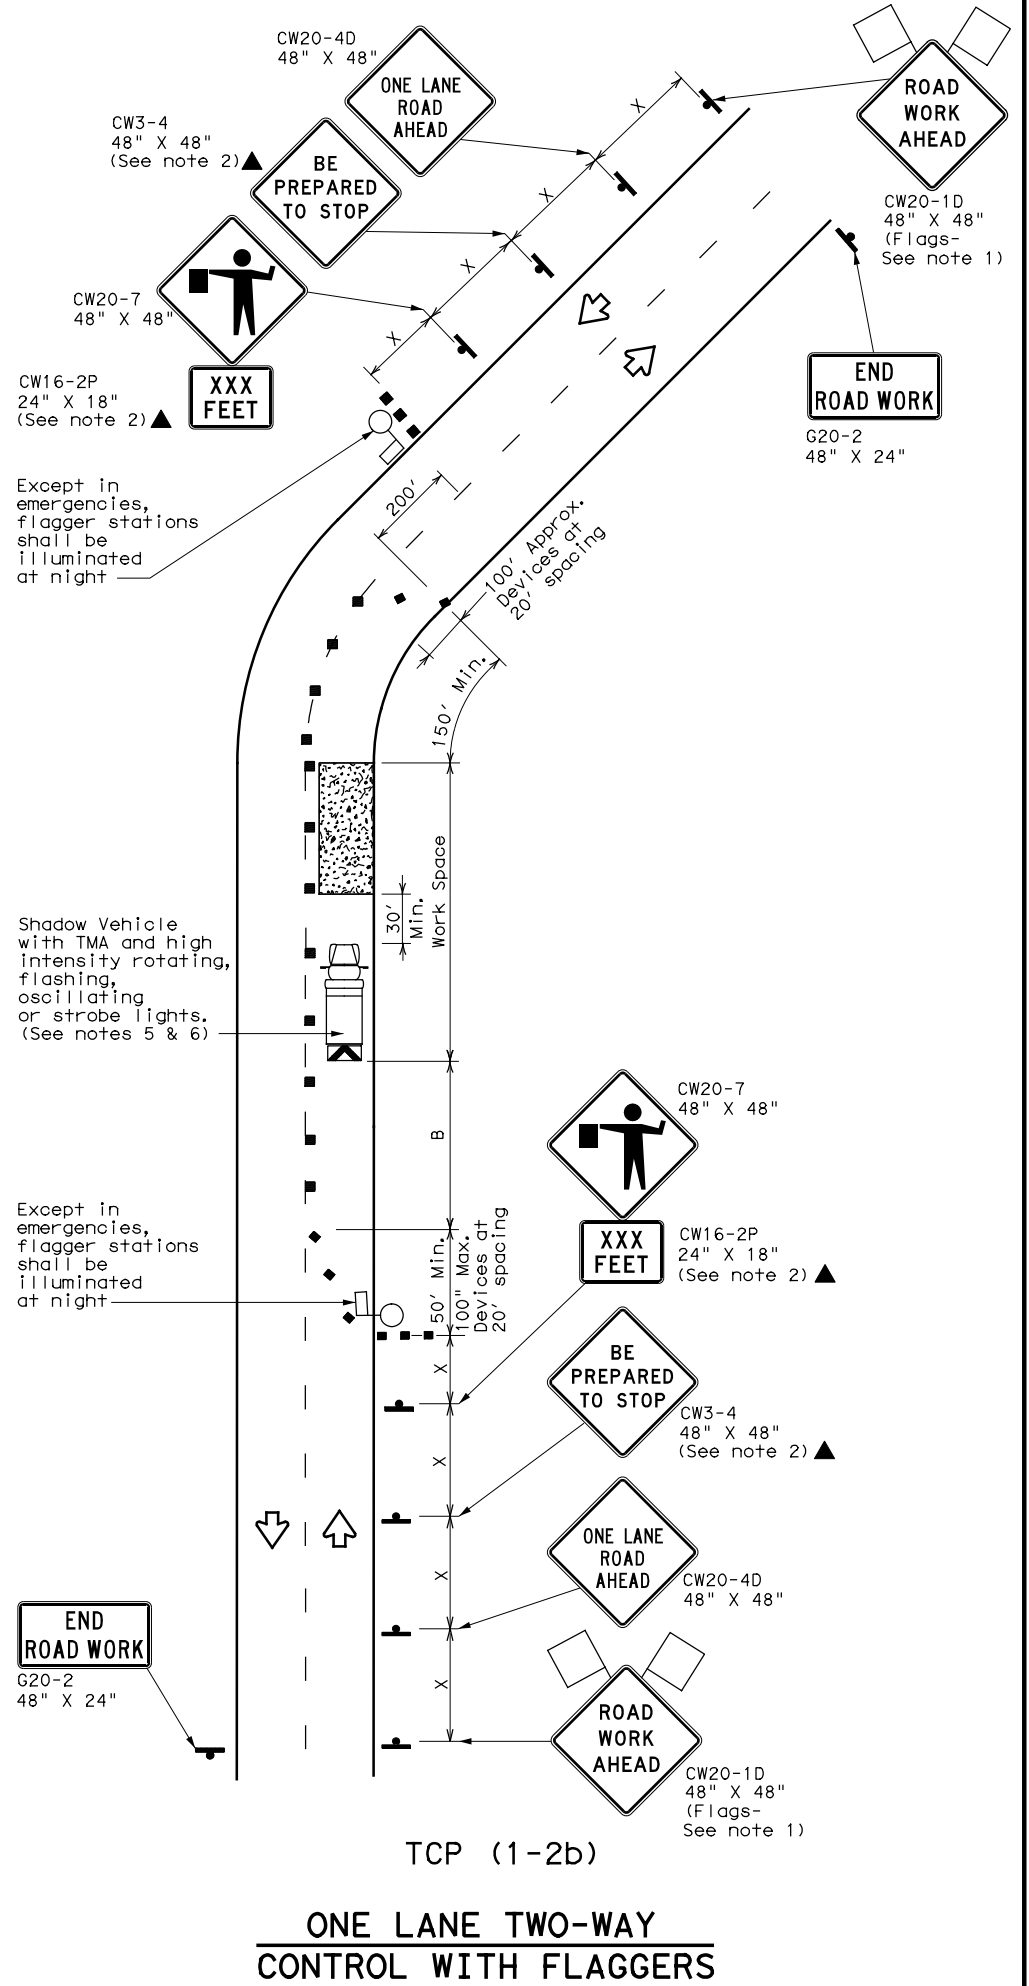 CW20-4D
48" X 48"
ONE LANE
ROAD
AHEAD
ROAD
WORK
AHEAD
CW20-1D
48" X 48"
(Flags-
See note 1)
CW3-4
48" X 48"
(See note 2)
BE
PREPARED
TO STOP
X
X
X
X
CW20-7
48" X 48"
CW16-2P
24" X 18"
(See note 2)
XXX
FEET
END
ROAD WORK
G20-2
48" X 24"
Except in
emergencies,
flagger stations
shall be
illuminated
at night
200'
100' Approx.
Devices at
20' spacing
150' Min.
Work Space
30'
Min.
Shadow Vehicle
with TMA and high
intensity rotating,
flashing,
oscillating
or strobe lights.
(See notes 5 & 6)
B
CW20-7
48" X 48"
Except in
emergencies,
flagger stations
shall be
illuminated
at night
50' Min.
100" Max.
Devices at
20' spacing
XXX
FEET
CW16-2P
24" X 18"
(See note 2)
X
BE
PREPARED
TO STOP
CW3-4
48" X 48"
(See note 2)
X
ONE LANE
ROAD
AHEAD
CW20-4D
48" X 48"
X
END
ROAD WORK
G20-2
48" X 24"
X
ROAD
WORK
AHEAD
CW20-1D
48" X 48"
(Flags-
See note 1)
TCP (1-2b)
ONE LANE TWO-WAY
CONTROL WITH FLAGGERS